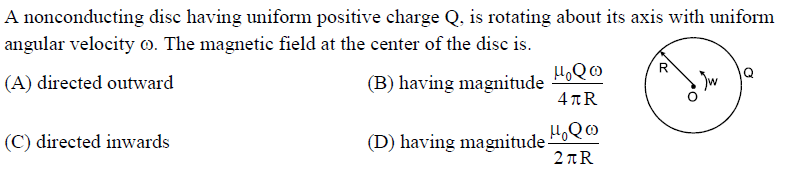 A nonconducting disc having uniform positive charge Q, is rotating about its axis with uniform
angular velocity ω. The magnetic field at the center of the disc is.
(A) directed outward (B) having magnitude μ₀Qω / 4πR
(C) directed inwards (D) having magnitude μ₀Qω / 2πR
R Q
w
O